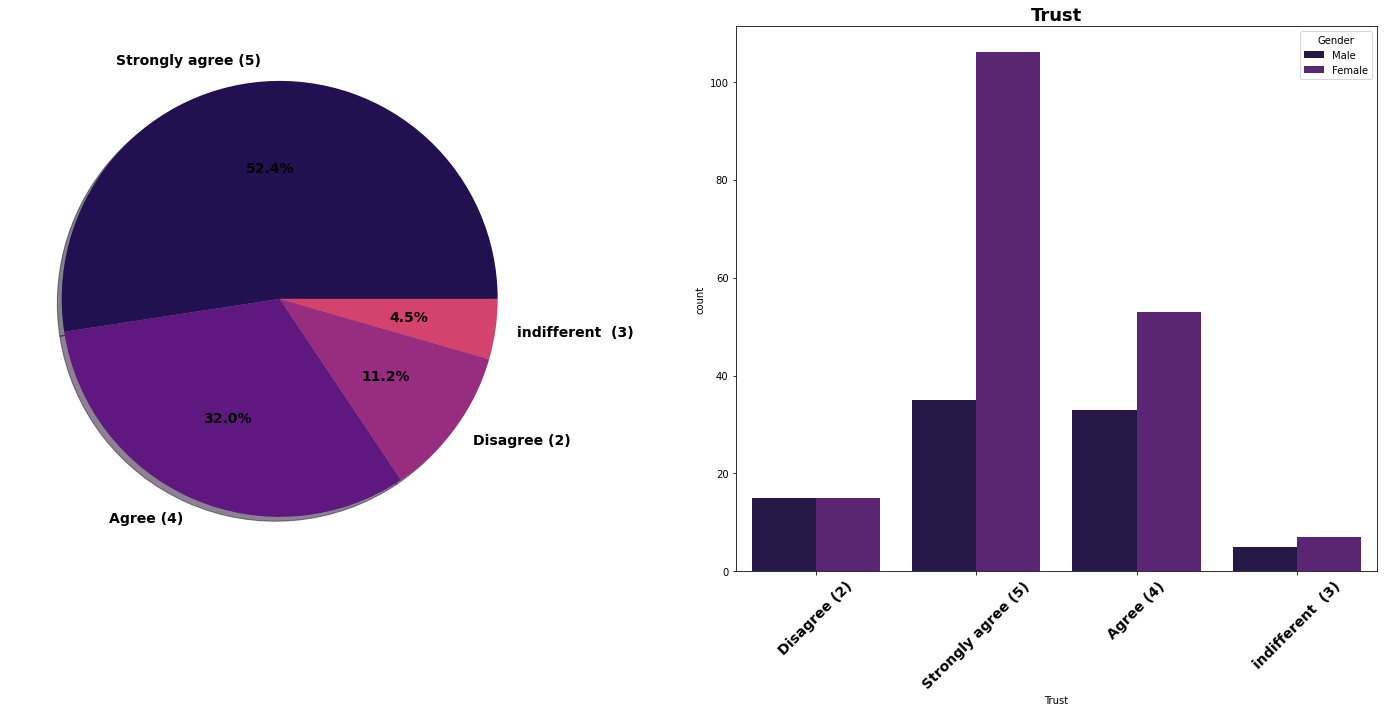 Strongly agree (5)
52.4%
4.5%
indifferent  (3)
11.2%
32.0%
Disagree (2)
Agree (4)
Trust
Gender
Male
Female
count
100
80
60
40
20
0
Disagree (2)
Strongly agree (5)
Agree (4)
indifferent  (3)
Trust